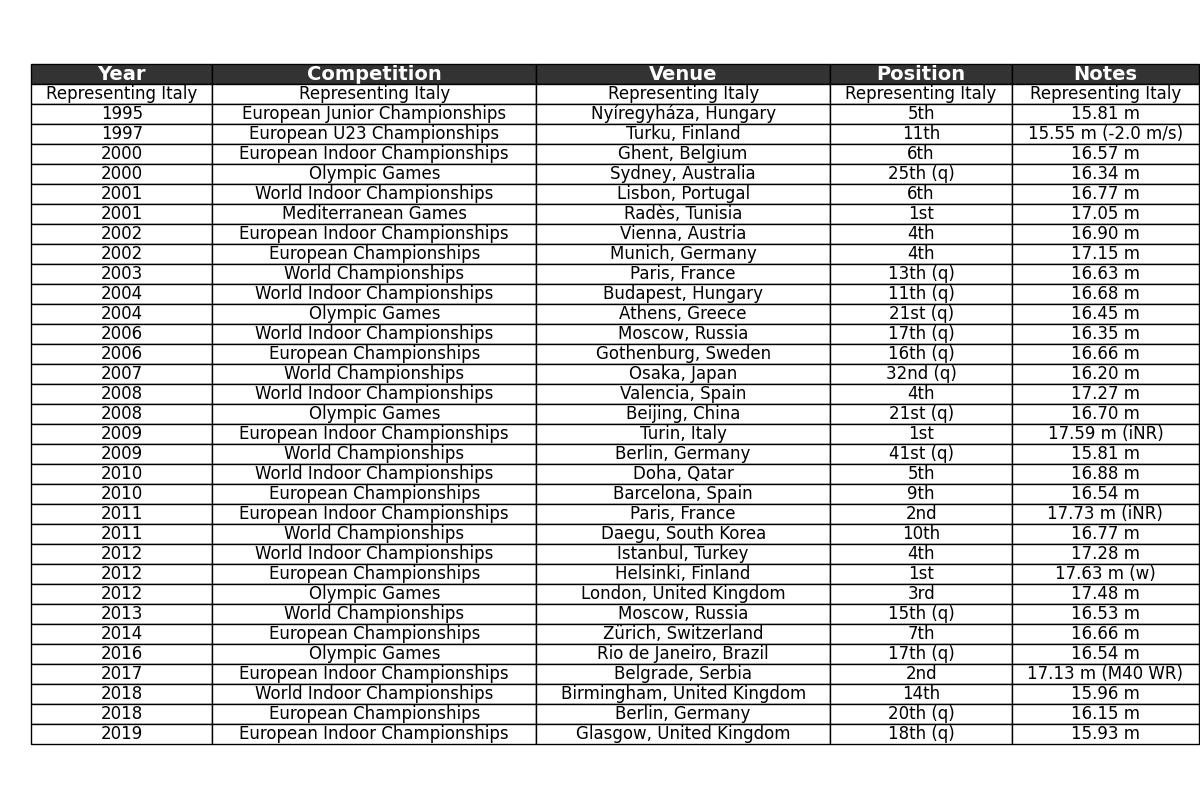 Year Competition Venue Position Notes
Representing Italy Representing Italy Representing Italy Representing Italy Representing Italy
1995 European Junior Championships Nyíregyháza, Hungary 5th 15.81 m
1997 European U23 Championships Turku, Finland 11th 15.55 m (-2.0 m/s)
2000 European Indoor Championships Ghent, Belgium 6th 16.57 m
2000 Olympic Games Sydney, Australia 25th (q) 16.34 m
2001 World Indoor Championships Lisbon, Portugal 6th 16.77 m
2001 Mediterranean Games Radès, Tunisia 1st 17.05 m
2002 European Indoor Championships Vienna, Austria 4th 16.90 m
2002 European Championships Munich, Germany 4th 17.15 m
2003 World Championships Paris, France 13th (q) 16.63 m
2004 World Indoor Championships Budapest, Hungary 11th (q) 16.68 m
2004 Olympic Games Athens, Greece 21st (q) 16.45 m
2006 World Indoor Championships Moscow, Russia 17th (q) 16.35 m
2006 European Championships Gothenburg, Sweden 16th (q) 16.66 m
2007 World Championships Osaka, Japan 32nd (q) 16.20 m
2008 World Indoor Championships Valencia, Spain 4th 17.27 m
2008 Olympic Games Beijing, China 21st (q) 16.70 m
2009 European Indoor Championships Turin, Italy 1st 17.59 m (iNR)
2009 World Championships Berlin, Germany 41st (q) 15.81 m
2010 World Indoor Championships Doha, Qatar 5th 16.88 m
2010 European Championships Barcelona, Spain 9th 16.54 m
2011 European Indoor Championships Paris, France 2nd 17.73 m (iNR)
2011 World Championships Daegu, South Korea 10th 16.77 m
2012 World Indoor Championships Istanbul, Turkey 4th 17.28 m
2012 European Championships Helsinki, Finland 1st 17.63 m (w)
2012 Olympic Games London, United Kingdom 3rd 17.48 m
2013 World Championships Moscow, Russia 15th (q) 16.53 m
2014 European Championships Zürich, Switzerland 7th 16.66 m
2016 Olympic Games Rio de Janeiro, Brazil 17th (q) 16.54 m
2017 European Indoor Championships Belgrade, Serbia 2nd 17.13 m (M40 WR)
2018 World Indoor Championships Birmingham, United Kingdom 14th 15.96 m
2018 European Championships Berlin, Germany 20th (q) 16.15 m
2019 European Indoor Championships Glasgow, United Kingdom 18th (q) 15.93 m